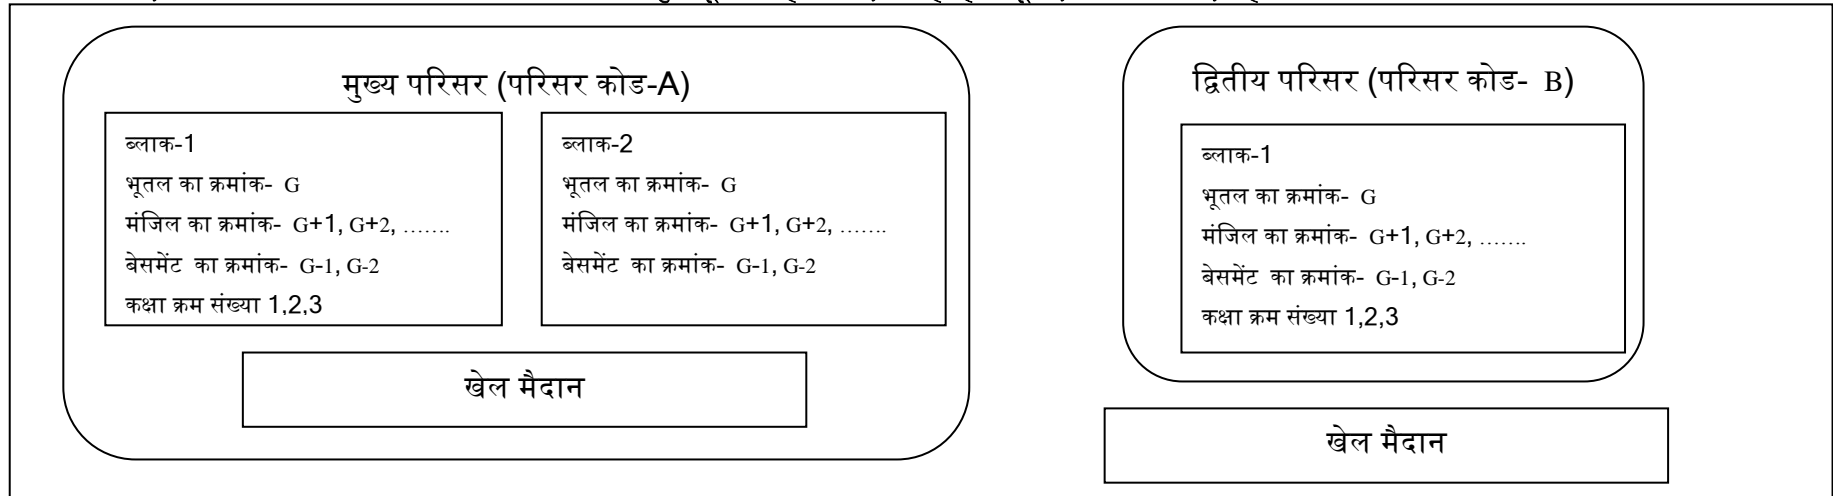 मुख्य परिसर (परिसर कोड-A)
ब्लाक-1
भूतल का क्रमांक- G
मंजिल का क्रमांक- G+1, G+2, …….
बेसमेंट का क्रमांक- G-1, G-2
कक्षा क्रम संख्या 1,2,3
ब्लाक-2
भूतल का क्रमांक- G
मंजिल का क्रमांक- G+1, G+2, …….
बेसमेंट का क्रमांक- G-1, G-2
खेल मैदान
द्वितीय परिसर (परिसर कोड- B)
ब्लाक-1
भूतल का क्रमांक- G
मंजिल का क्रमांक- G+1, G+2, …….
बेसमेंट का क्रमांक- G-1, G-2
कक्षा क्रम संख्या 1,2,3
खेल मैदान